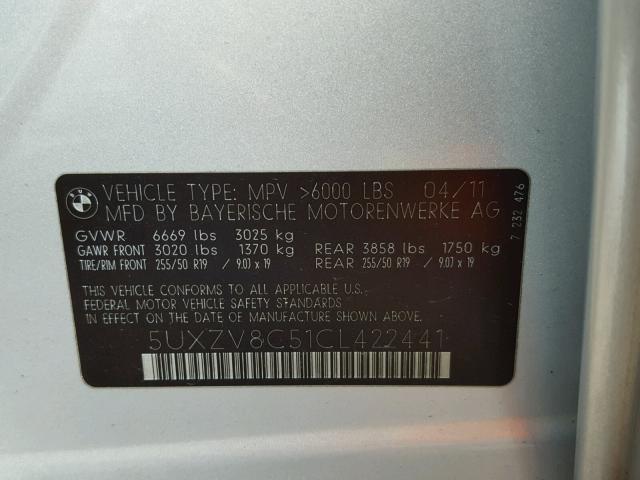 BMW VEHICLE TYPE: MPV >6000 LBS 04/11
MFD BY BAYERISCHE MOTORENWERKE AG
GVWR 6669 lbs 3025 kg
GAWR FRONT 3020 lbs 1370 kg REAR 3858 lbs 1750 kg
TIRE/RIM FRONT 255/50 R19 / 9.0J x 19 REAR 255/50 R19 / 9.0J x 19
THIS VEHICLE CONFORMS TO ALL APPLICABLE U.S.
FEDERAL MOTOR VEHICLE SAFETY STANDARDS
IN EFFECT ON THE DATE OF MANUFACTURE SHOWN ABOVE.
5UXZV8C51CL422441
7 232 476